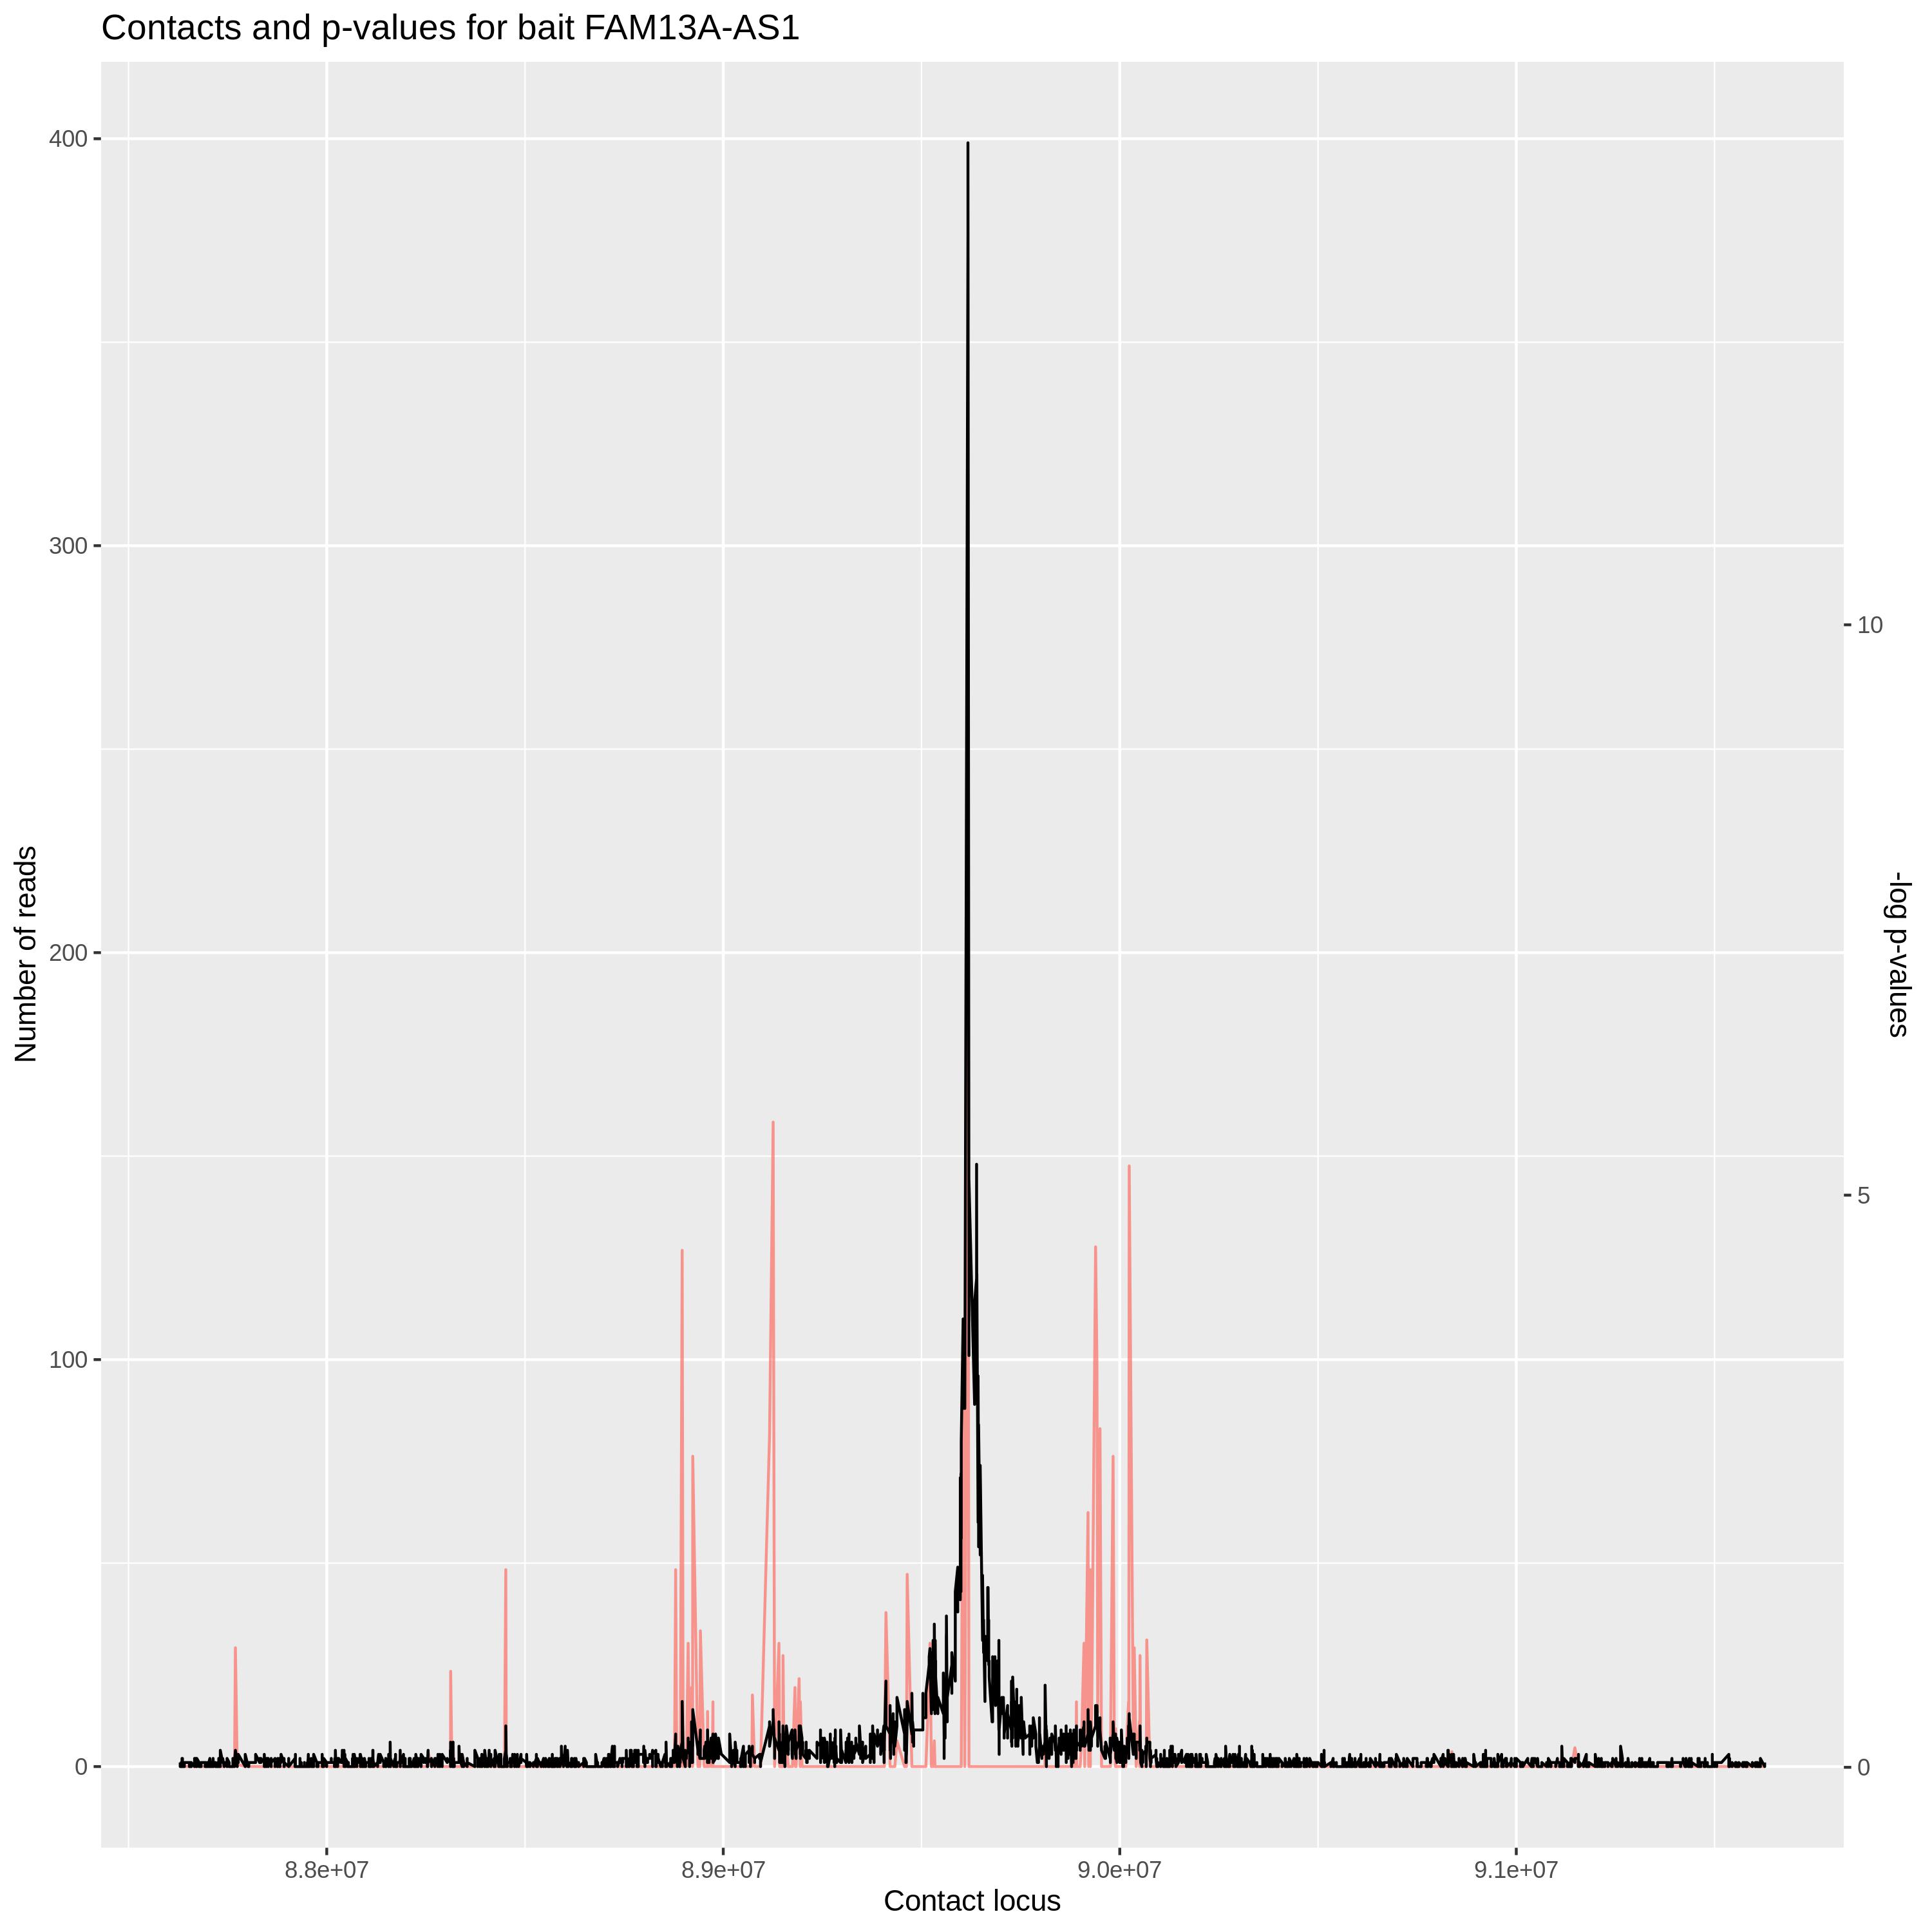 Contacts and p-values for bait FAM13A-AS1
400
300
200
100
0
Number of reads
10
5
0
-log p-values
8.8e+07
8.9e+07
9.0e+07
9.1e+07
Contact locus